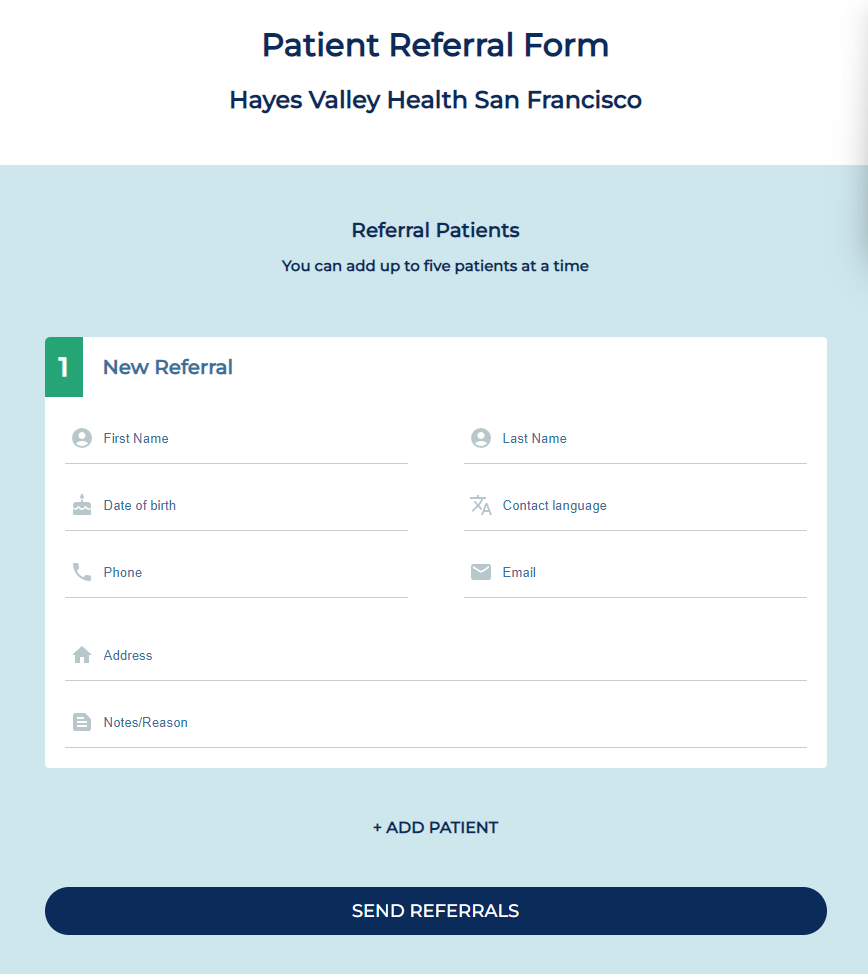 Patient Referral Form
Hayes Valley Health San Francisco
Referral Patients
You can add up to five patients at a time
1 New Referral
First Name Last Name
Date of birth Contact language
Phone Email
Address
Notes/Reason
+ ADD PATIENT
SEND REFERRALS